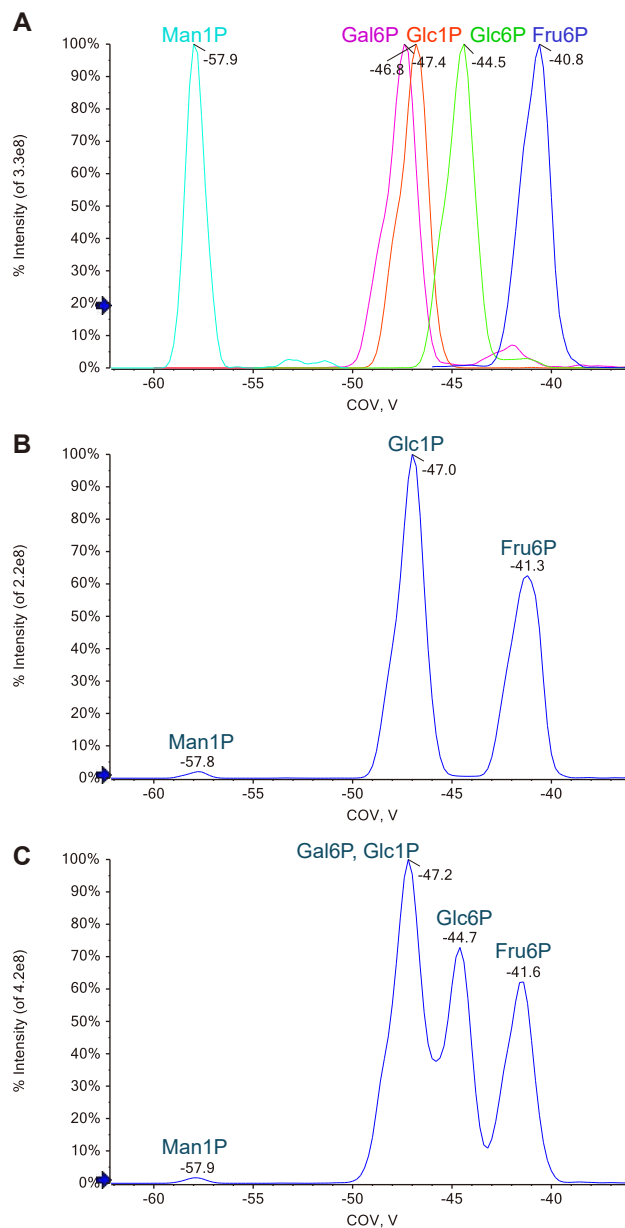 A
Man1P Gal6P Glc1P Glc6P Fru6P
-57.9 -46.8 -47.4 -44.5 -40.8
100%
90%
80%
70%
60%
50%
40%
30%
20%
10%
0%
% Intensity (of 3.3e8)
-60 -55 -50 -45 -40
COV, V
B
Glc1P
-47.0
Fru6P
-41.3
Man1P
-57.8
100%
90%
80%
70%
60%
50%
40%
30%
20%
10%
0%
% Intensity (of 2.2e8)
-60 -55 -50 -45 -40
COV, V
C
Gal6P, Glc1P
-47.2
Glc6P
-44.7
Fru6P
-41.6
Man1P
-57.9
100%
90%
80%
70%
60%
50%
40%
30%
20%
10%
0%
% Intensity (of 4.2e8)
-60 -55 -50 -45 -40
COV, V